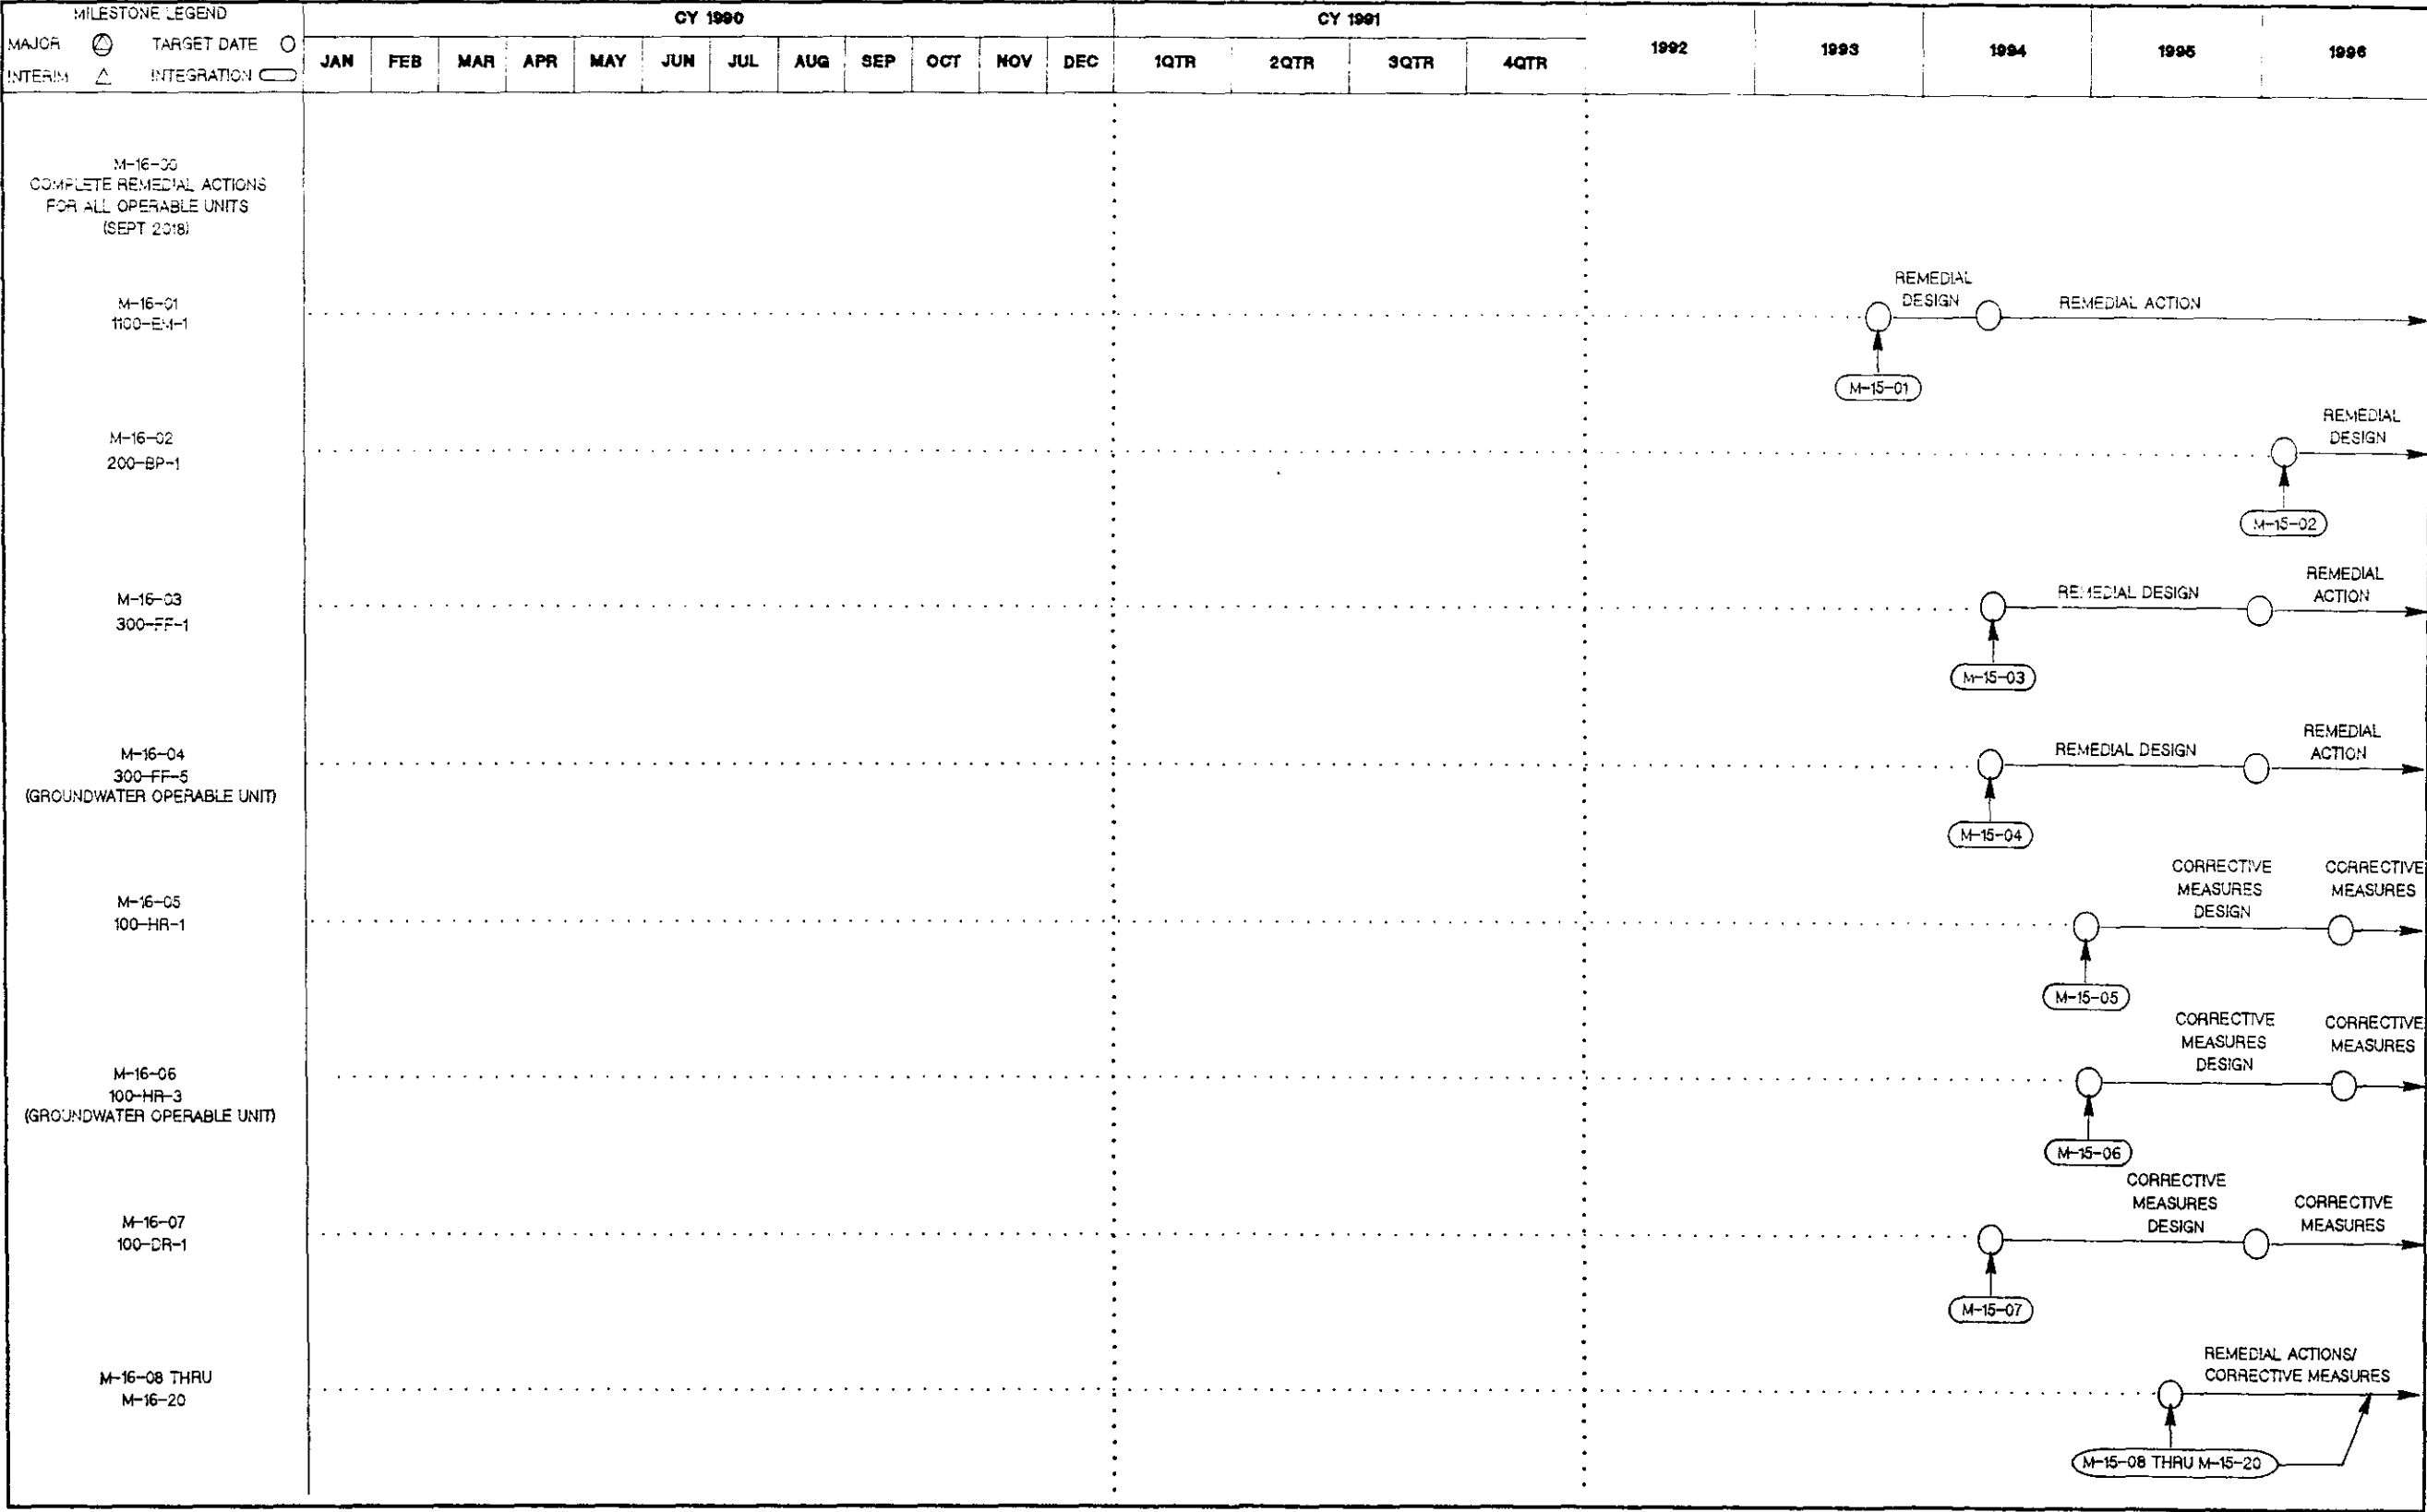 MILESTONE LEGEND
MAJOR TARGET DATE
INTERIM INTEGRATION
CY 1990
CY 1991
JAN FEB MAR APR MAY JUN JUL AUG SEP OCT NOV DEC 1QTR 2QTR 3QTR 4QTR 1992 1993 1994 1995 1996
M-16-00
COMPLETE REMEDIAL ACTIONS
FOR ALL OPERABLE UNITS
(SEPT 2018)
M-16-01
1100-EM-1
REMEDIAL
DESIGN
REMEDIAL ACTION
M-15-01
M-16-02
200-BP-1
REMEDIAL
DESIGN
M-15-02
M-16-03
300-FF-1
REMEDIAL DESIGN
REMEDIAL
ACTION
M-15-03
M-16-04
300-FF-5
(GROUNDWATER OPERABLE UNIT)
REMEDIAL DESIGN
REMEDIAL
ACTION
M-15-04
M-16-05
100-HR-1
CORRECTIVE
MEASURES
DESIGN
CORRECTIVE
MEASURES
M-15-05
M-16-06
100-HR-3
(GROUNDWATER OPERABLE UNIT)
CORRECTIVE
MEASURES
DESIGN
CORRECTIVE
MEASURES
M-15-06
M-16-07
100-DR-1
CORRECTIVE
MEASURES
DESIGN
CORRECTIVE
MEASURES
M-15-07
M-16-08 THRU
M-16-20
REMEDIAL ACTIONS/
CORRECTIVE MEASURES
M-15-08 THRU M-15-20